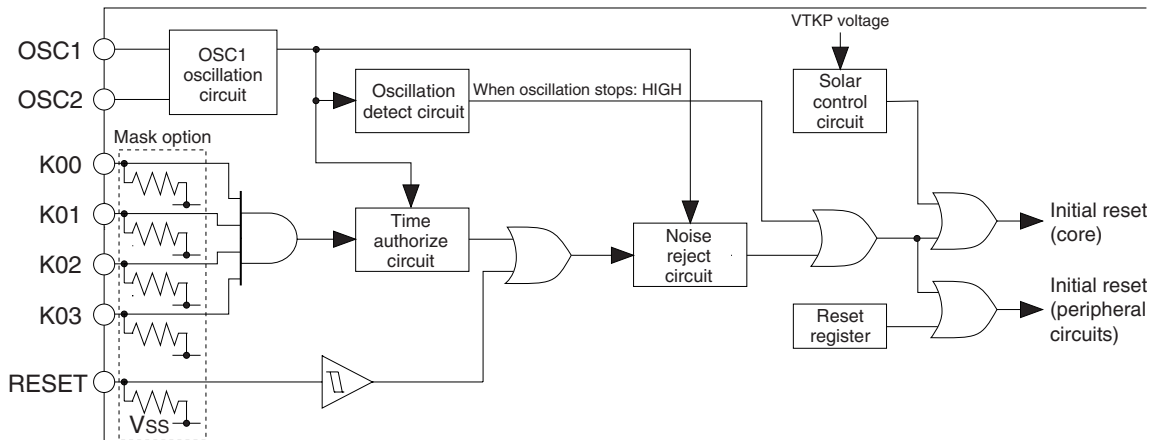 VTKP voltage
OSC1
OSC1
oscillation
circuit
OSC2
Oscillation
detect circuit
When oscillation stops: HIGH
Solar
control
circuit
Mask option
K00
K01
K02
K03
Time
authorize
circuit
Noise
reject
circuit
Initial reset
(core)
Reset
register
Initial reset
(peripheral
circuits)
RESET
VSS